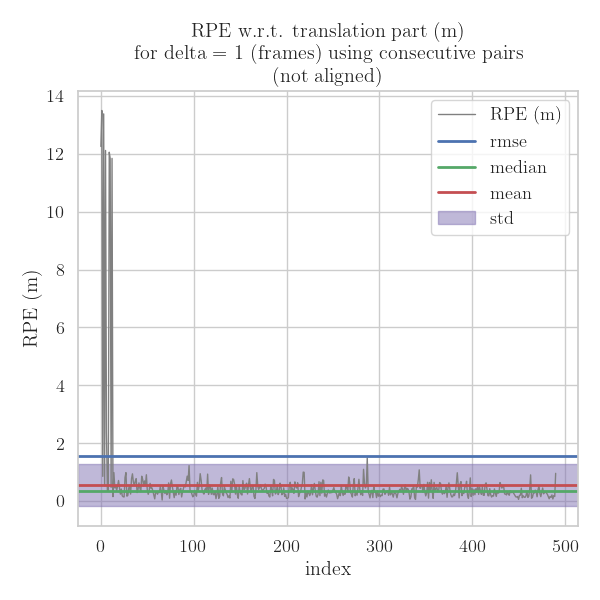 RPE w.r.t. translation part (m)
for delta = 1 (frames) using consecutive pairs
(not aligned)
14
12
10
8
6
4
2
0
RPE (m)
RPE (m)
rmse
median
mean
std
0
100
200
300
400
500
index